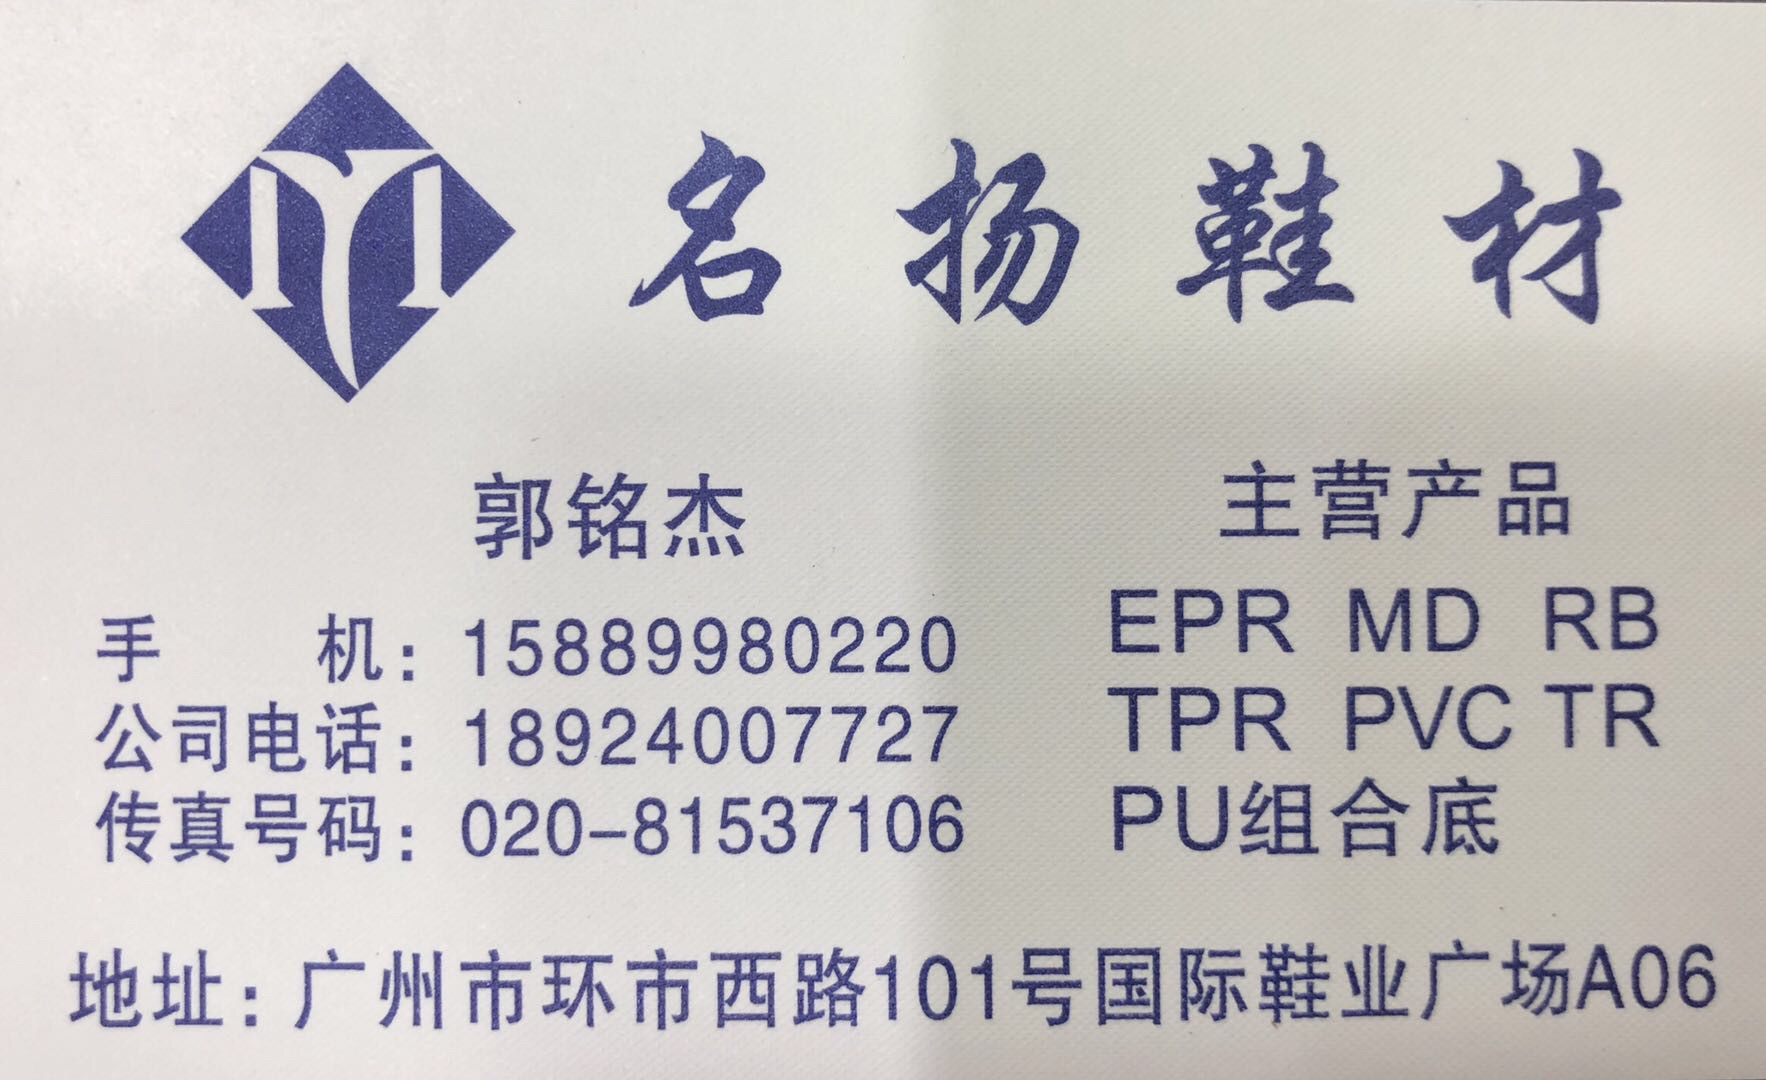 名扬鞋材
郭铭杰
手机：15889980220
公司电话：18924007727
传真号码：020-81537106
主营产品
EPR MD RB
TPR PVC TR
PU组合底
地址：广州市环市西路101号国际鞋业广场A06